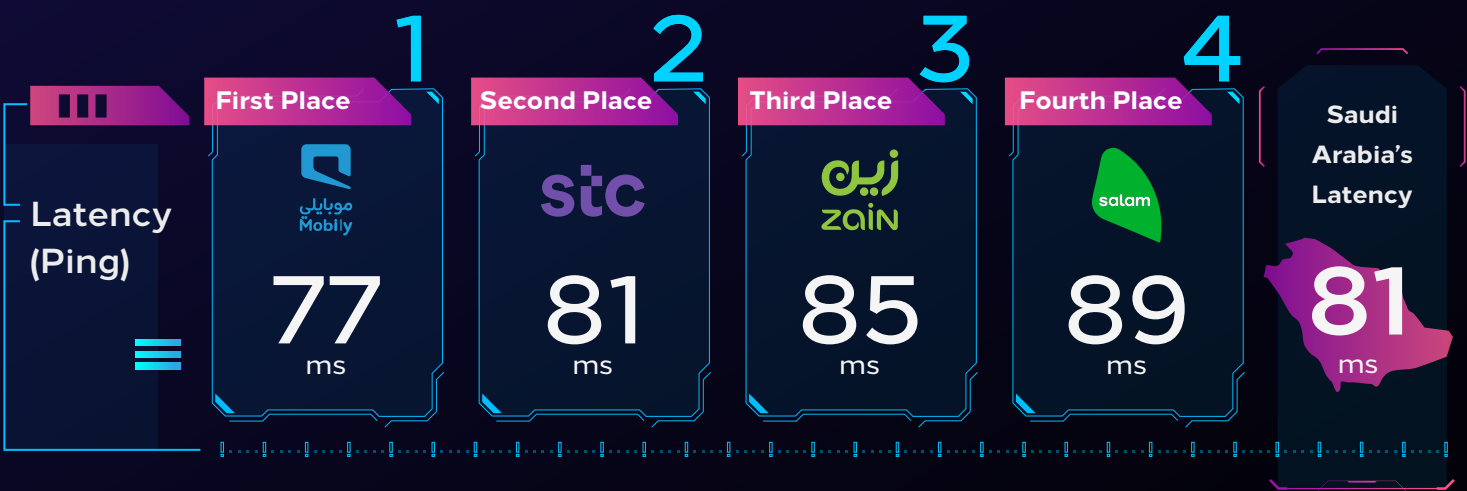 Latency
(Ping)
1
First Place
موبايلي
Mobily
77
ms
2
Second Place
stc
81
ms
3
Third Place
زين
zain
85
ms
4
Fourth Place
salam
89
ms
Saudi
Arabia's
Latency
81
ms